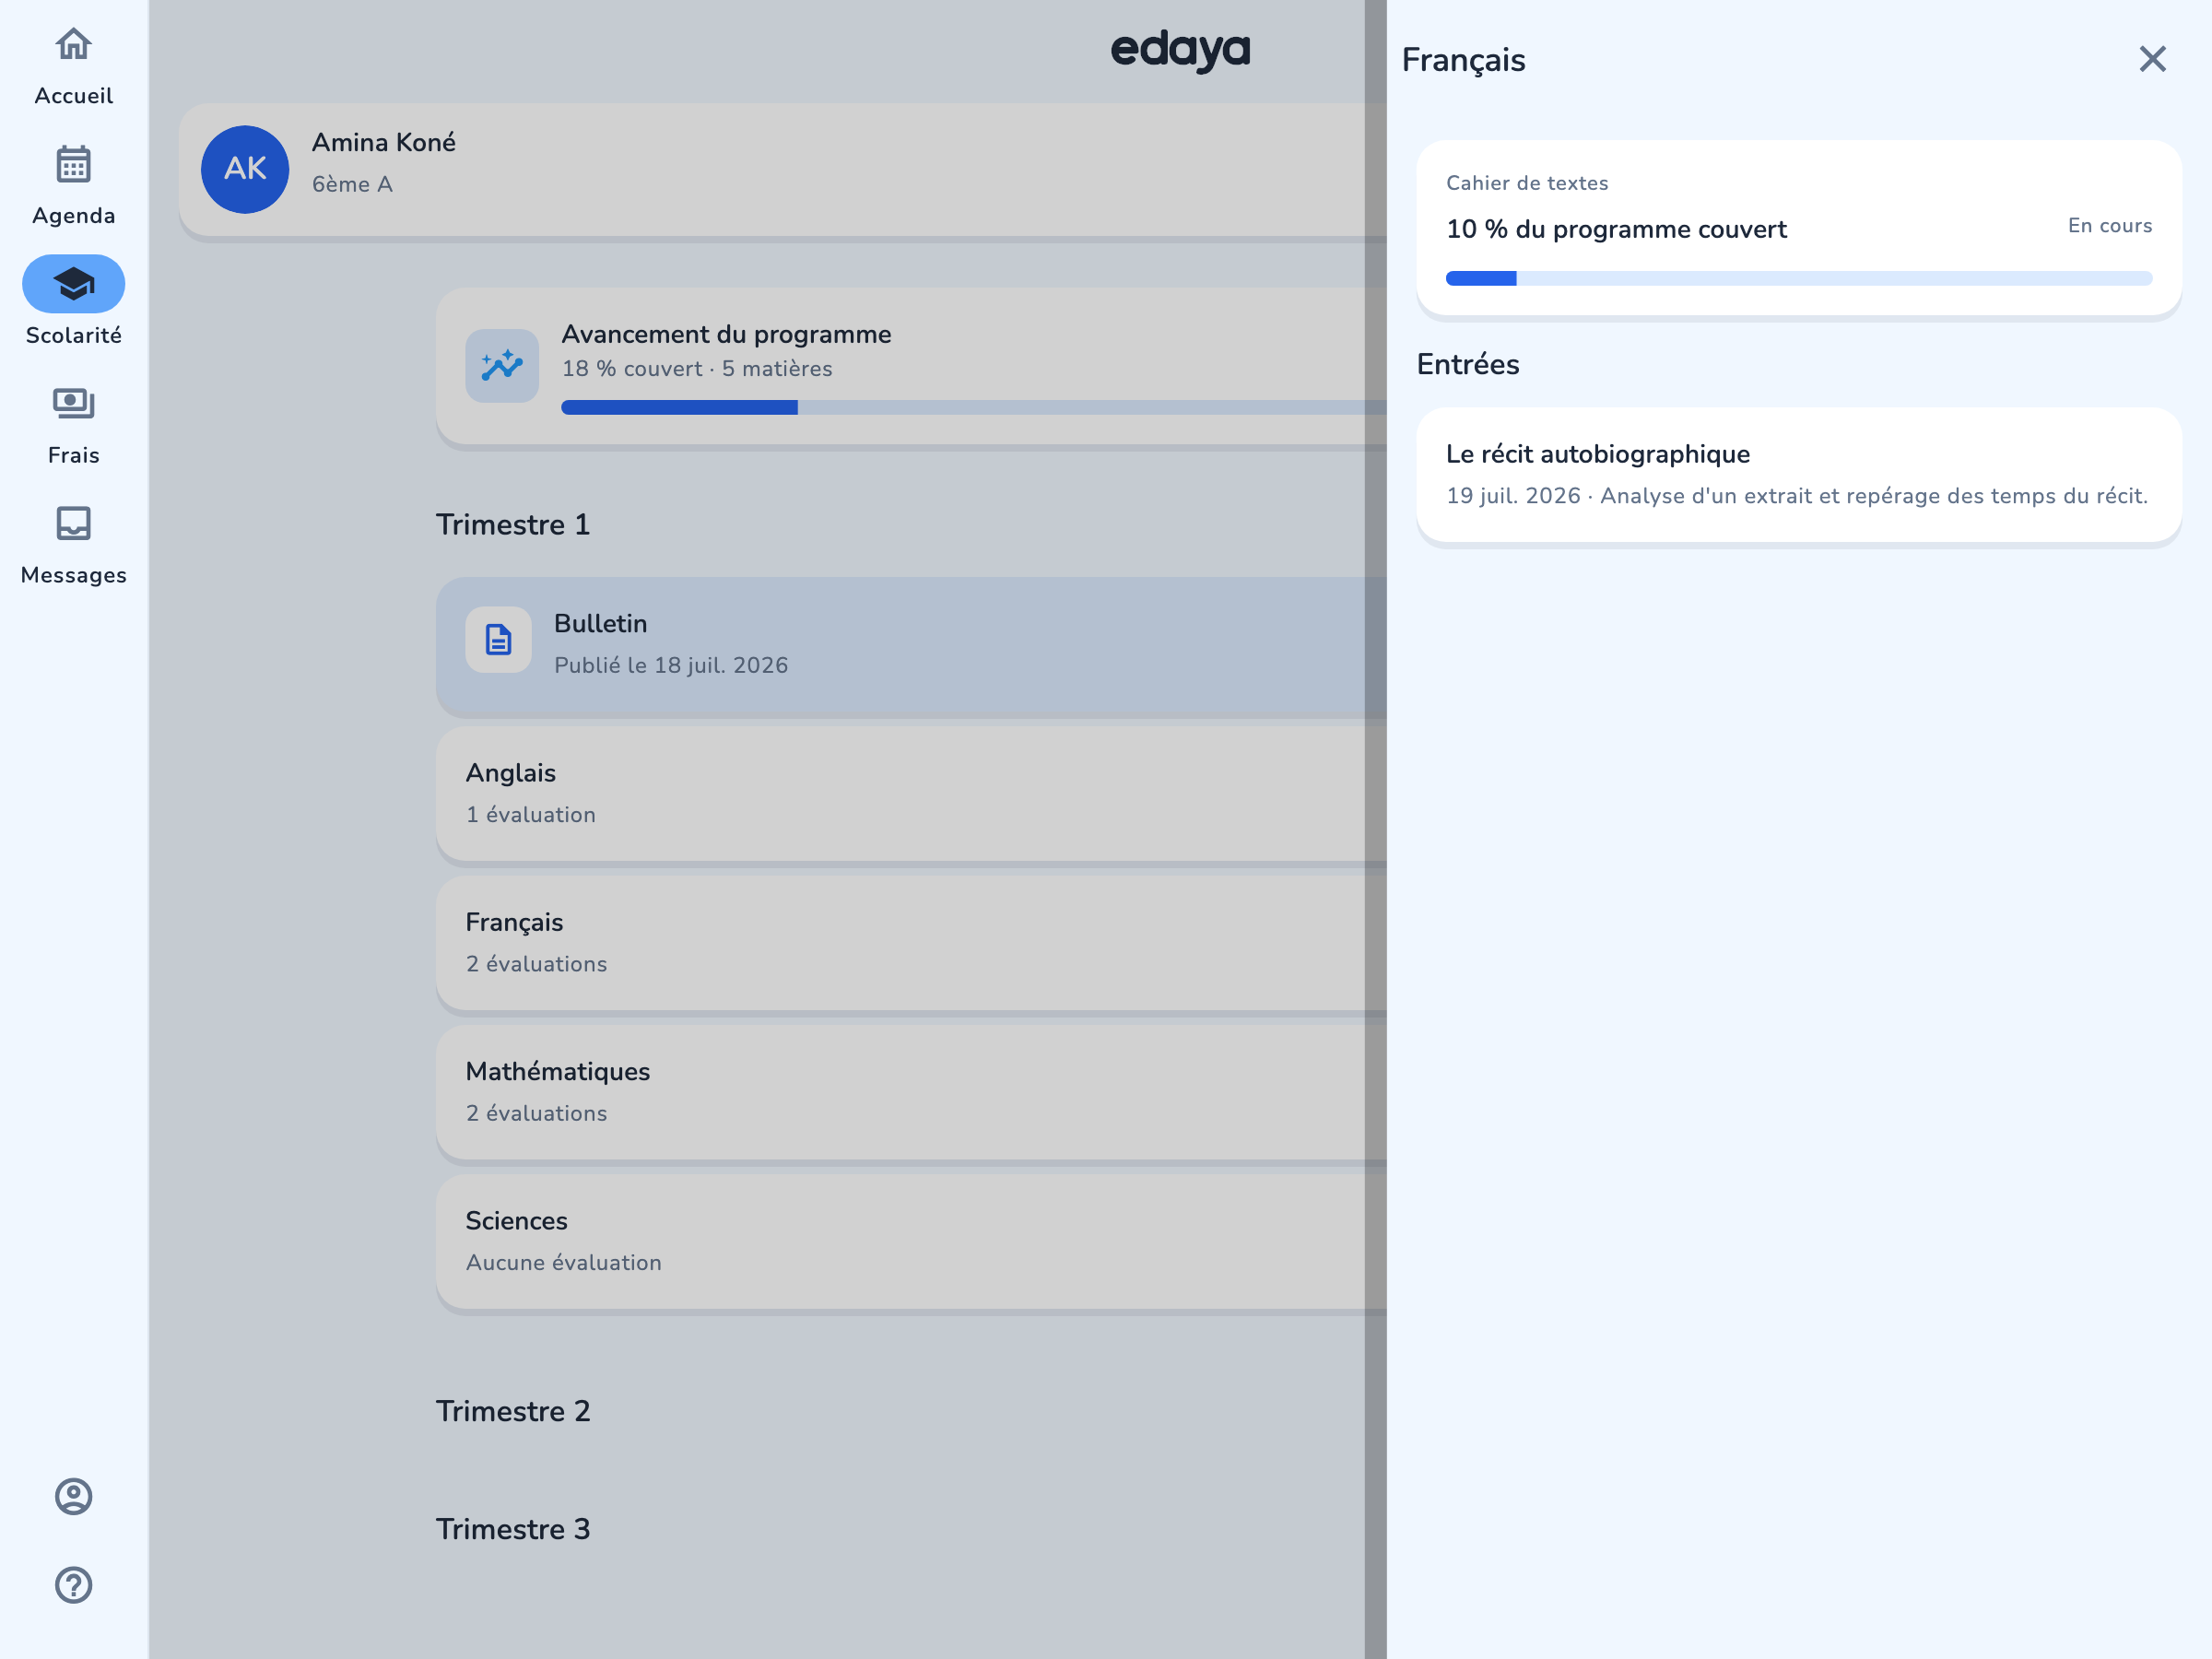 Accueil
Agenda
Scolarité
Frais
Messages
edaya
AK
Amina Koné
6ème A
Avancement du programme
18 % couvert · 5 matières
Trimestre 1
Bulletin
Publié le 18 juil. 2026
Anglais
1 évaluation
Français
2 évaluations
Mathématiques
2 évaluations
Sciences
Aucune évaluation
Trimestre 2
Trimestre 3
Français
Cahier de textes
10 % du programme couvert
En cours
Entrées
Le récit autobiographique
19 juil. 2026 · Analyse d'un extrait et repérage des temps du récit.